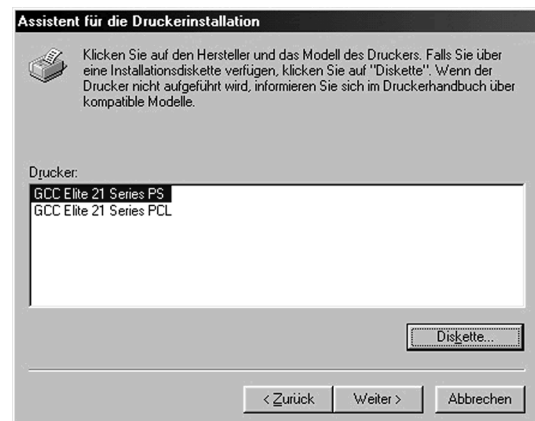 Assistent für die Druckerinstallation
Klicken Sie auf den Hersteller und das Modell des Druckers. Falls Sie über
eine Installationsdiskette verfügen, klicken Sie auf "Diskette". Wenn der
Drucker nicht aufgeführt wird, informieren Sie sich im Druckerhandbuch über
kompatible Modelle.
Drucker:
GCC Elite 21 Series PS
GCC Elite 21 Series PCL
Diskette...
< Zurück
Weiter >
Abbrechen